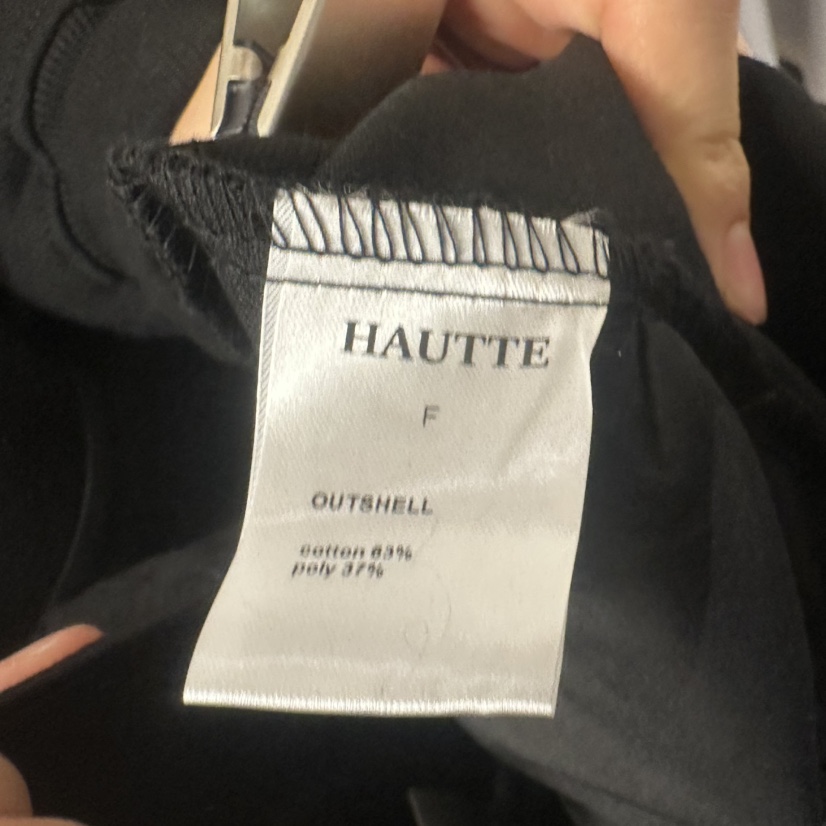 HAUTTE
F
OUTSHELL
cotton 63%
poly 37%